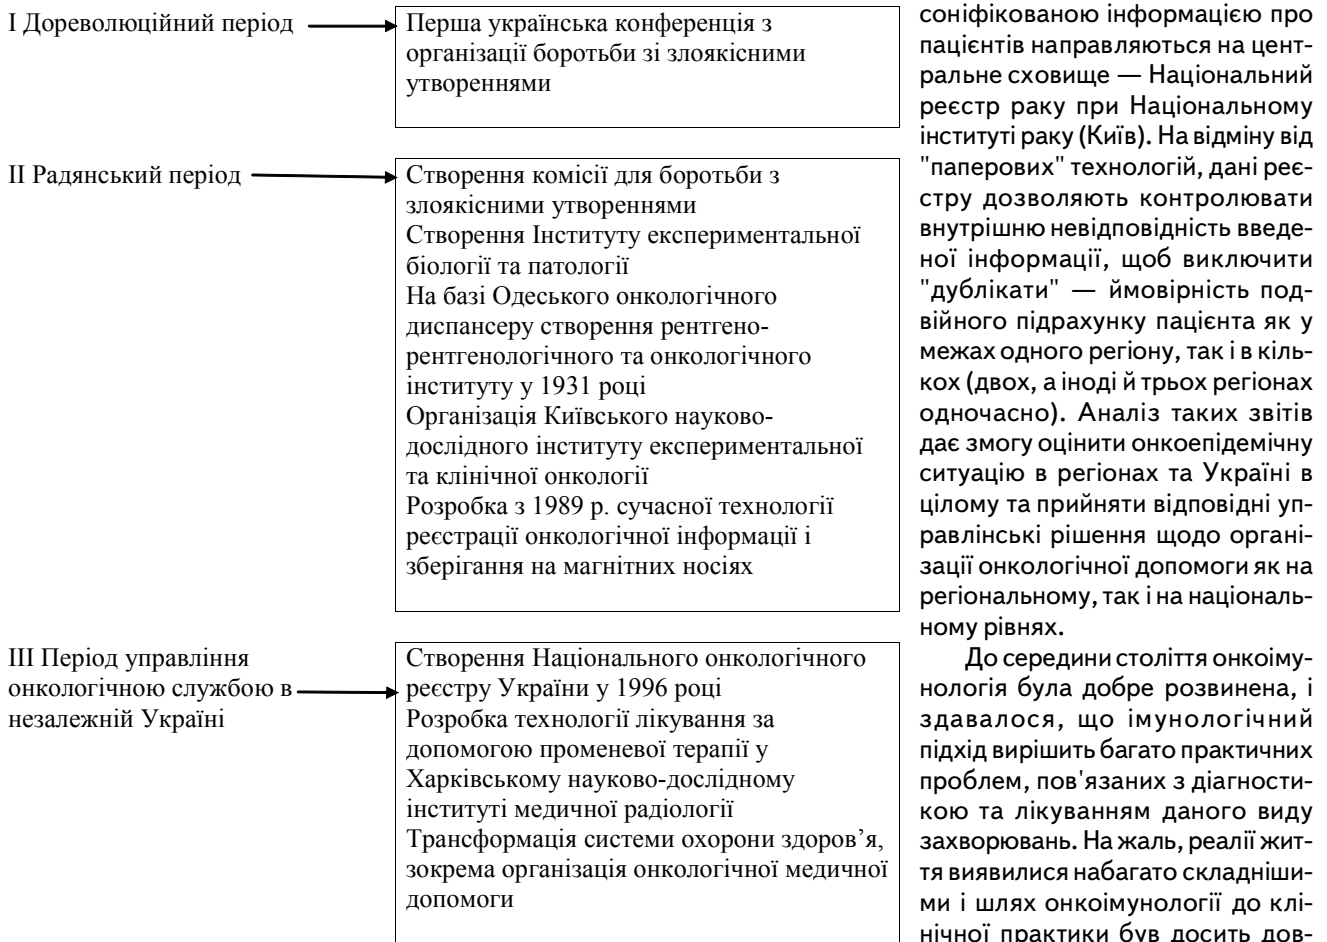 І Дореволюційний період
Перша українська конференція з
організації боротьби зі злоякісними
утвореннями
ІІ Радянський період
Створення комісії для боротьби з
злоякісними утвореннями
Створення Інституту експериментальної
біології та патології
На базі Одеського онкологічного
диспансеру створення рентгено-
рентгенологічного та онкологічного
інституту у 1931 році
Організація Київського науково-
дослідного інституту експериментальної
та клінічної онкології
Розробка з 1989 р. сучасної технології
реєстрації онкологічної інформації і
зберігання на магнітних носіях
ІІІ Період управління
онкологічною службою в
незалежній Україні
Створення Національного онкологічного
реєстру України у 1996 році
Розробка технології лікування за
допомогою променевої терапії у
Харківському науково-дослідному
інституті медичної радіології
Трансформація системи охорони здоров’я,
зокрема організація онкологічної медичної
допомоги
соніфікованою інформацією про
пацієнтів направляються на цент-
ральне сховище — Національний
реєстр раку при Національному
інституті раку (Київ). На відміну від
"паперових" технологій, дані реє-
стру дозволяють контролювати
внутрішню невідповідність введе-
ної інформації, щоб виключити
"дублікати" — ймовірність под-
війного підрахунку пацієнта як у
межах одного регіону, так і в кіль-
кох (двох, а іноді й трьох регіонах
одночасно). Аналіз таких звітів
дає змогу оцінити онкоепідемічну
ситуацію в регіонах та Україні в
цілому та прийняти відповідні уп-
равлінські рішення щодо органі-
зації онкологічної допомоги як на
регіональному, так і на національ-
ному рівнях.
До середини століття онкоіму-
нологія була добре розвинена, і
здавалося, що імунологічний
підхід вирішить багато практичних
проблем, пов'язаних з діагности-
кою та лікуванням даного виду
захворювань. На жаль, реалії жит-
тя виявилися набагато складніши-
ми і шлях онкоімунології до клі-
нічної практики був досить дов-